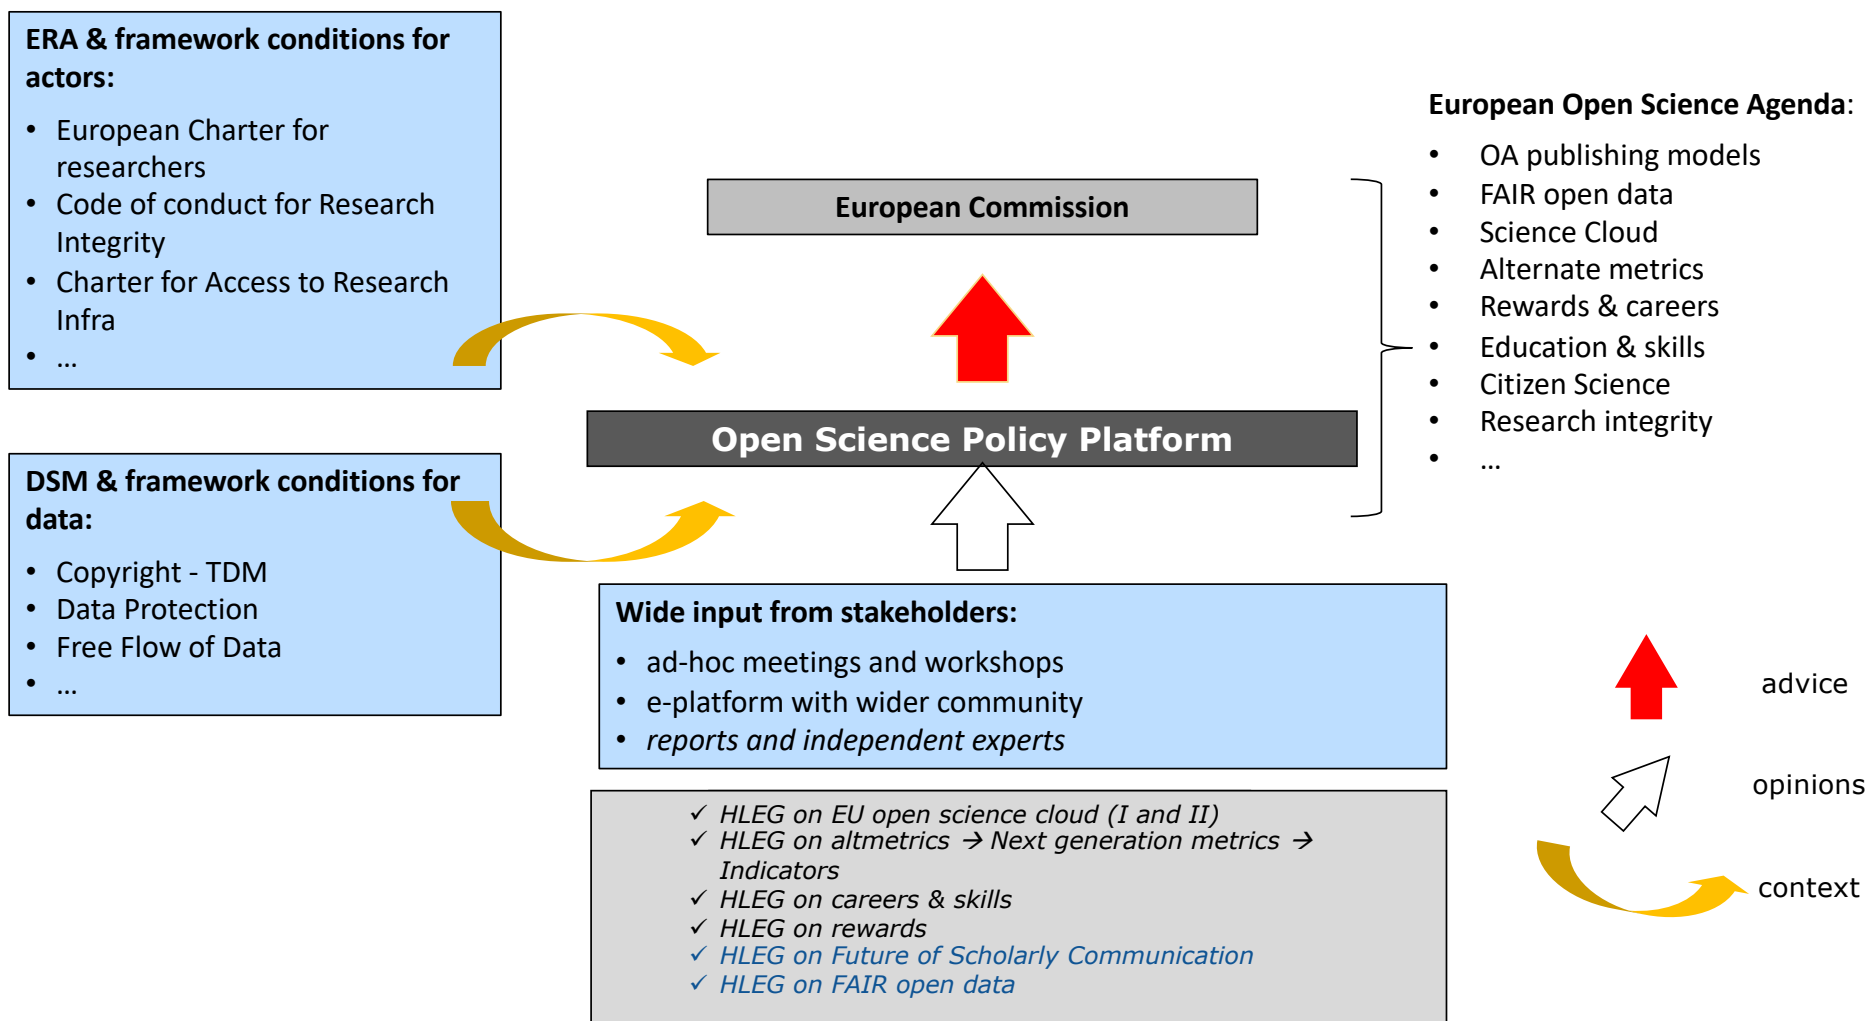 ERA & framework conditions for
actors:
• European Charter for
researchers
• Code of conduct for Research
Integrity
• Charter for Access to Research
Infra
• ...
DSM & framework conditions for
data:
• Copyright - TDM
• Data Protection
• Free Flow of Data
• ...
European Commission
Open Science Policy Platform
Wide input from stakeholders:
• ad-hoc meetings and workshops
• e-platform with wider community
• reports and independent experts
✓ HLEG on EU open science cloud (I and II)
✓ HLEG on altmetrics → Next generation metrics →
Indicators
✓ HLEG on careers & skills
✓ HLEG on rewards
✓ HLEG on Future of Scholarly Communication
✓ HLEG on FAIR open data
European Open Science Agenda:
• OA publishing models
• FAIR open data
• Science Cloud
• Alternate metrics
• Rewards & careers
• Education & skills
• Citizen Science
• Research integrity
• ...
advice
opinions
context